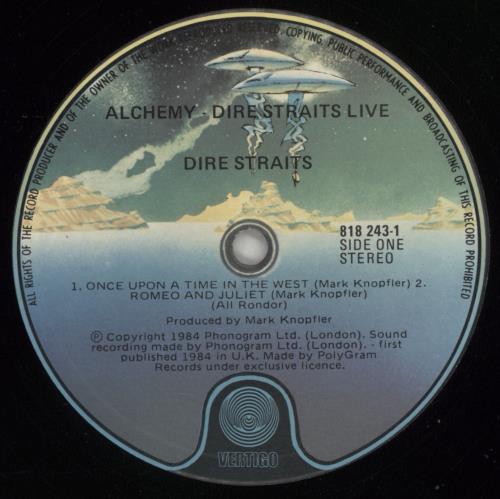 ALL RIGHTS OF THE RECORD PRODUCER AND OF THE OWNER OF THE WORK REPRODUCED RESERVED. COPYING, PUBLIC PERFORMANCE AND BROADCASTING OF THIS RECORD PROHIBITED
ALCHEMY - DIRE STRAITS LIVE
DIRE STRAITS
818 243-1
SIDE ONE
STEREO
1. ONCE UPON A TIME IN THE WEST (Mark Knopfler) 2.
ROMEO AND JULIET (Mark Knopfler)
(All Rondor)
Produced by Mark Knopfler
Ⓟ Copyright 1984 Phonogram Ltd. (London). Sound
recording made by Phonogram Ltd. (London). - first
published 1984 in U.K. Made by PolyGram
Records under exclusive licence.
VERTIGO